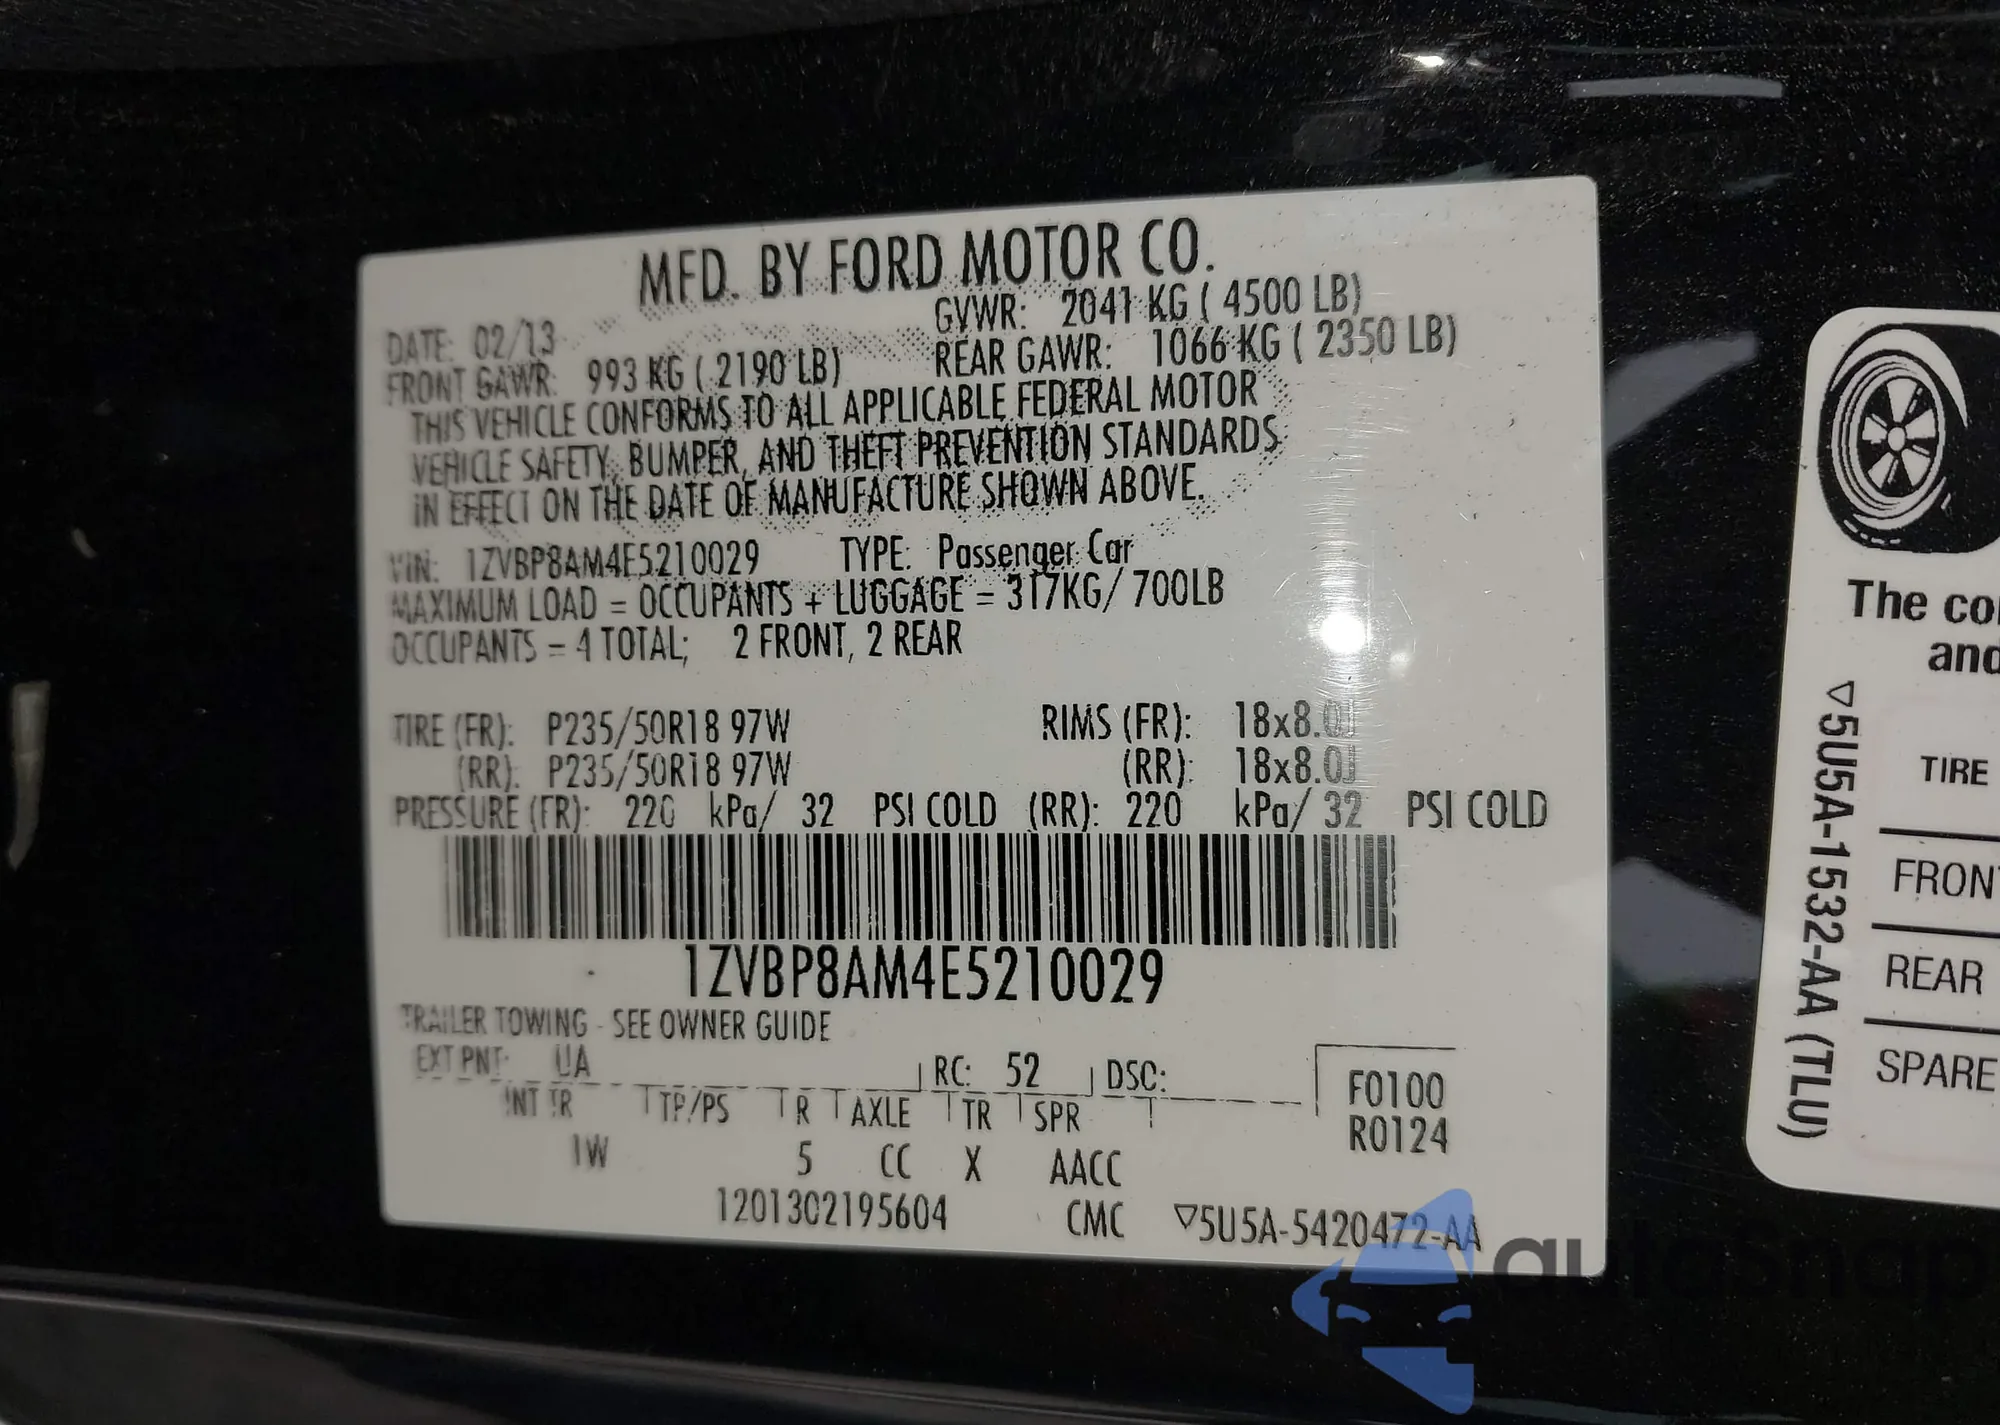 MFD. BY FORD MOTOR CO.
DATE: 02/13 GVWR: 2041 KG ( 4500 LB)
FRONT GAWR: 993 KG ( 2190 LB) REAR GAWR: 1066 KG ( 2350 LB)
THIS VEHICLE CONFORMS TO ALL APPLICABLE FEDERAL MOTOR
VEHICLE SAFETY, BUMPER, AND THEFT PREVENTION STANDARDS
IN EFFECT ON THE DATE OF MANUFACTURE SHOWN ABOVE.
VIN: 1ZVBP8AM4E5210029 TYPE: Passenger Car
MAXIMUM LOAD = OCCUPANTS + LUGGAGE = 317KG/ 700LB
OCCUPANTS = 4 TOTAL; 2 FRONT, 2 REAR
TIRE (FR): P235/50R18 97W RIMS (FR): 18x8.0J
(RR): P235/50R18 97W (RR): 18x8.0J
PRESSURE (FR): 220 kPa/ 32 PSI COLD (RR): 220 kPa/ 32 PSI COLD
1ZVBP8AM4E5210029
TRAILER TOWING - SEE OWNER GUIDE
EXT PNT: UA RC: 52 DSO:
INT TR TP/PS R AXLE TR SPR
F0100
R0124
IW 5 CC X AACC
1201302195604 CMC ▽5U5A-5420472-AA
The co
and
▽5U5A-1532-AA (TLU)
TIRE
FRONT
REAR
SPARE
autosnap